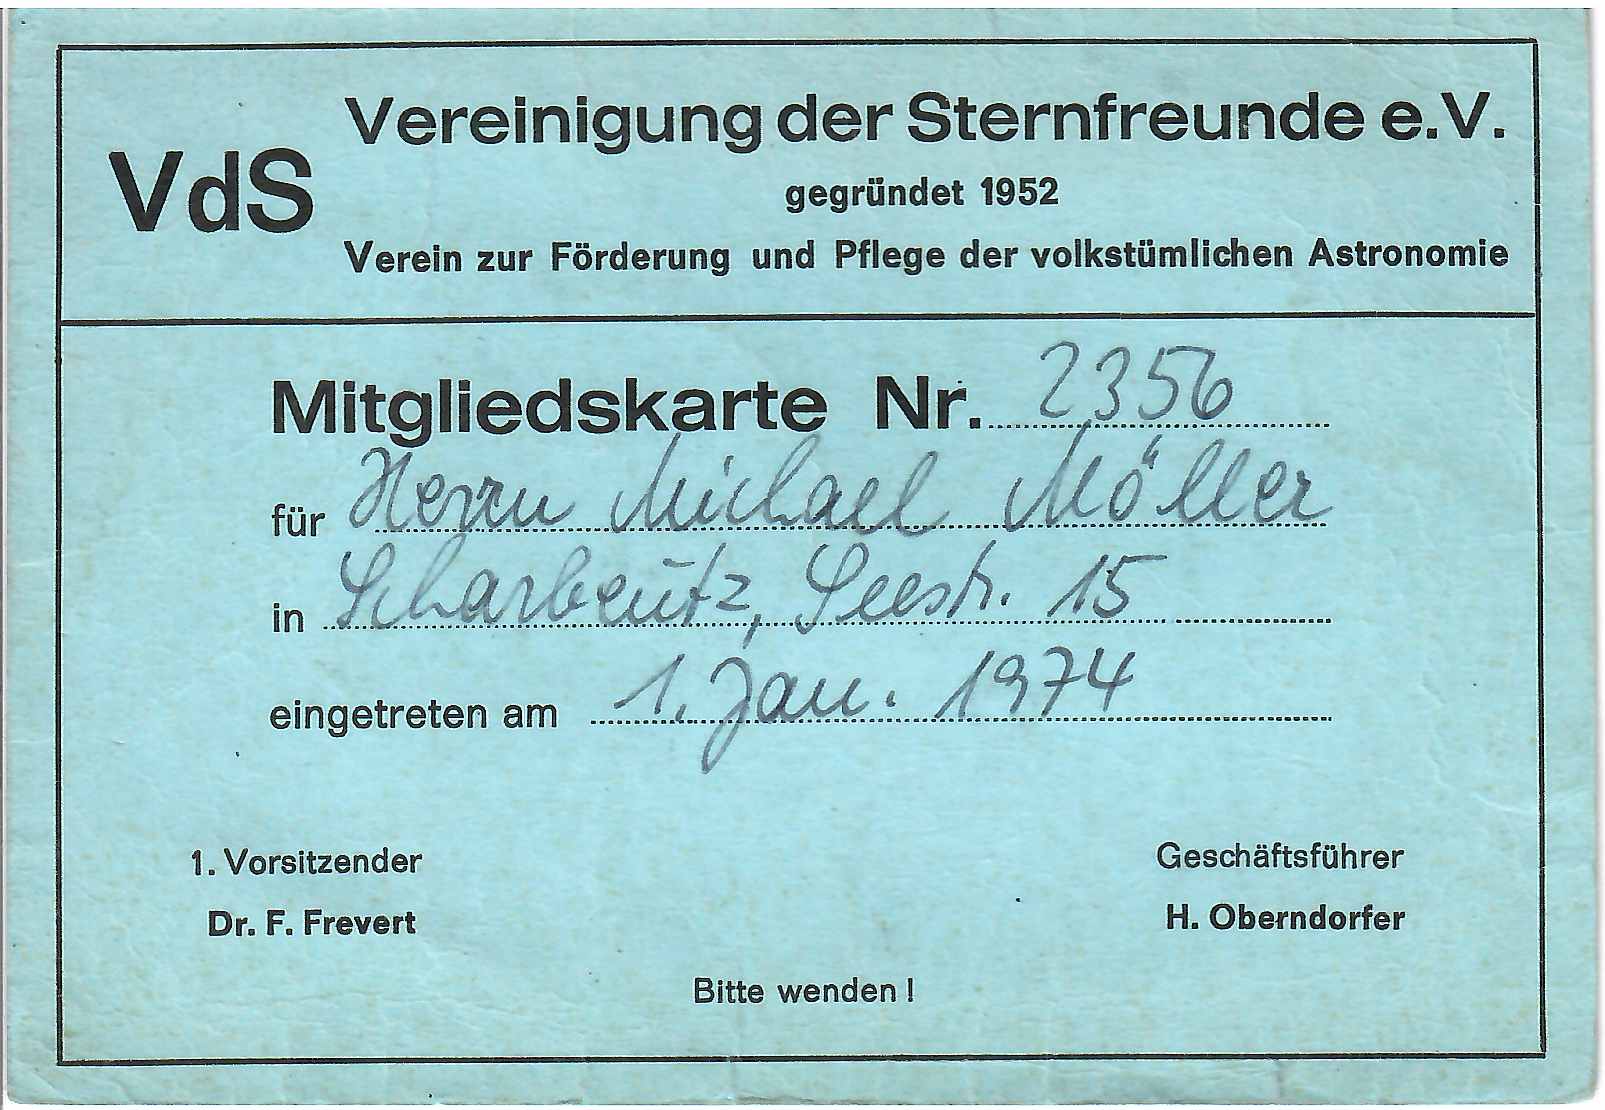 Vereinigung der Sternfreunde e.V.
VdS
gegründet 1952
Verein zur Förderung und Pflege der volkstümlichen Astronomie
Mitgliedskarte Nr. 2356
für Herrn Michael Möller
in Scharbeutz, Seestr. 15
eingetreten am 1. Jan. 1974
1. Vorsitzender Geschäftsführer
Dr. F. Frevert H. Oberndorfer
Bitte wenden!